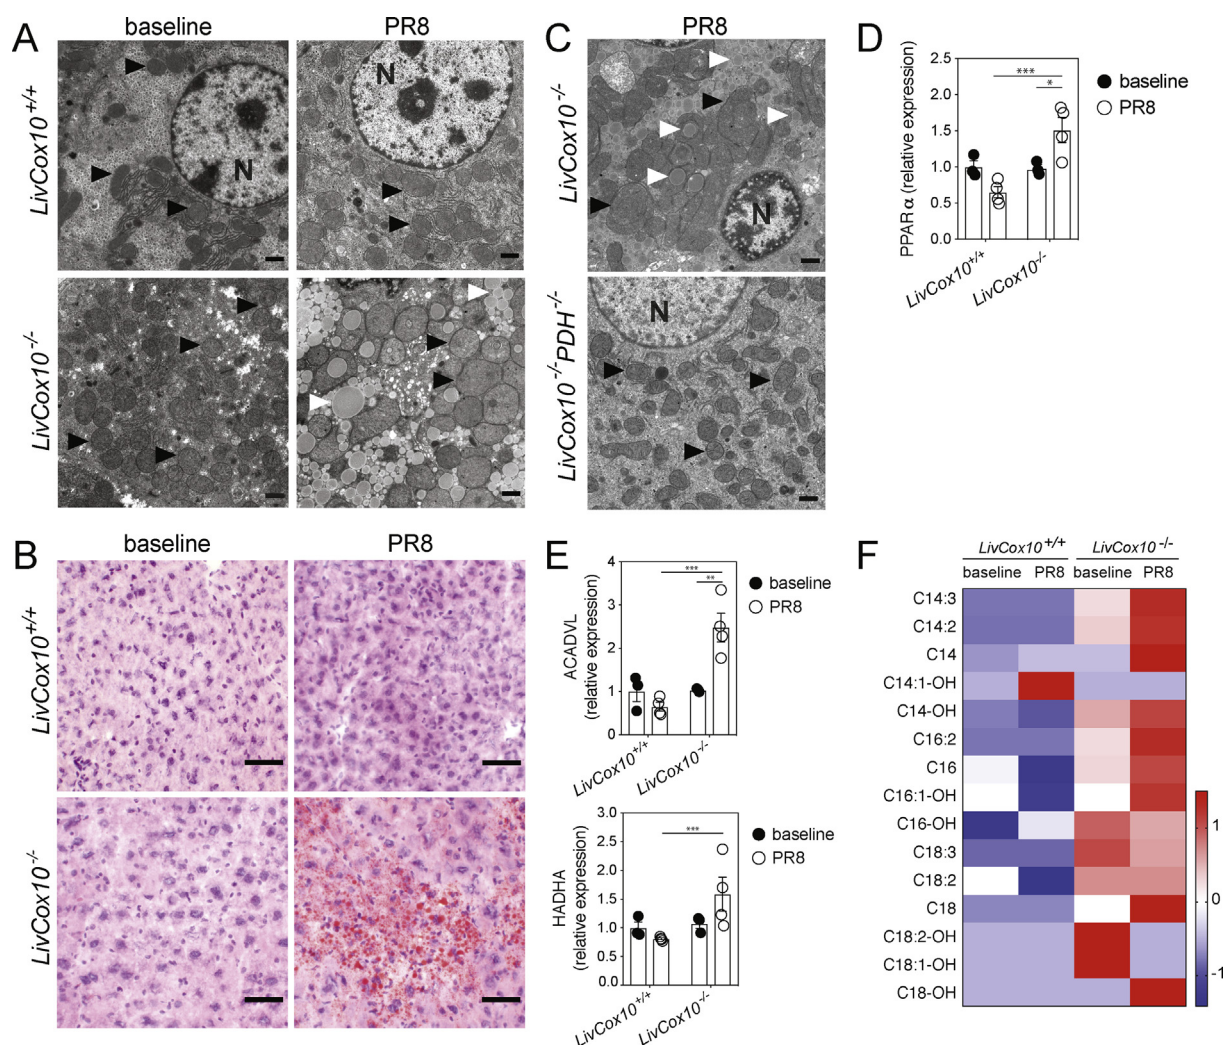 A
baseline
PR8
LivCox10+/+
N
N
LivCox10-/-
C
PR8
LivCox10-/-
N
LivCox10-/-PDH-/-
N
D
PPAR α (relative expression)
2.5
2.0
1.5
1.0
0.5
0.0
***
*
baseline
PR8
LivCox10+/+
LivCox10-/-
B
baseline
PR8
LivCox10+/+
LivCox10-/-
E
ACADVL
(relative expression)
4
3
2
1
0
***
**
baseline
PR8
LivCox10+/+
LivCox10-/-
HADHA
(relative expression)
3.0
2.5
2.0
1.5
1.0
0.5
0.0
***
baseline
PR8
LivCox10+/+
LivCox10-/-
F
LivCox10+/+ LivCox10-/-
baseline PR8 baseline PR8
C14:3
C14:2
C14
C14:1-OH
C14-OH
C16:2
C16
C16:1-OH
C16-OH
C18:3
C18:2
C18
C18:2-OH
C18:1-OH
C18-OH
1
0
-1